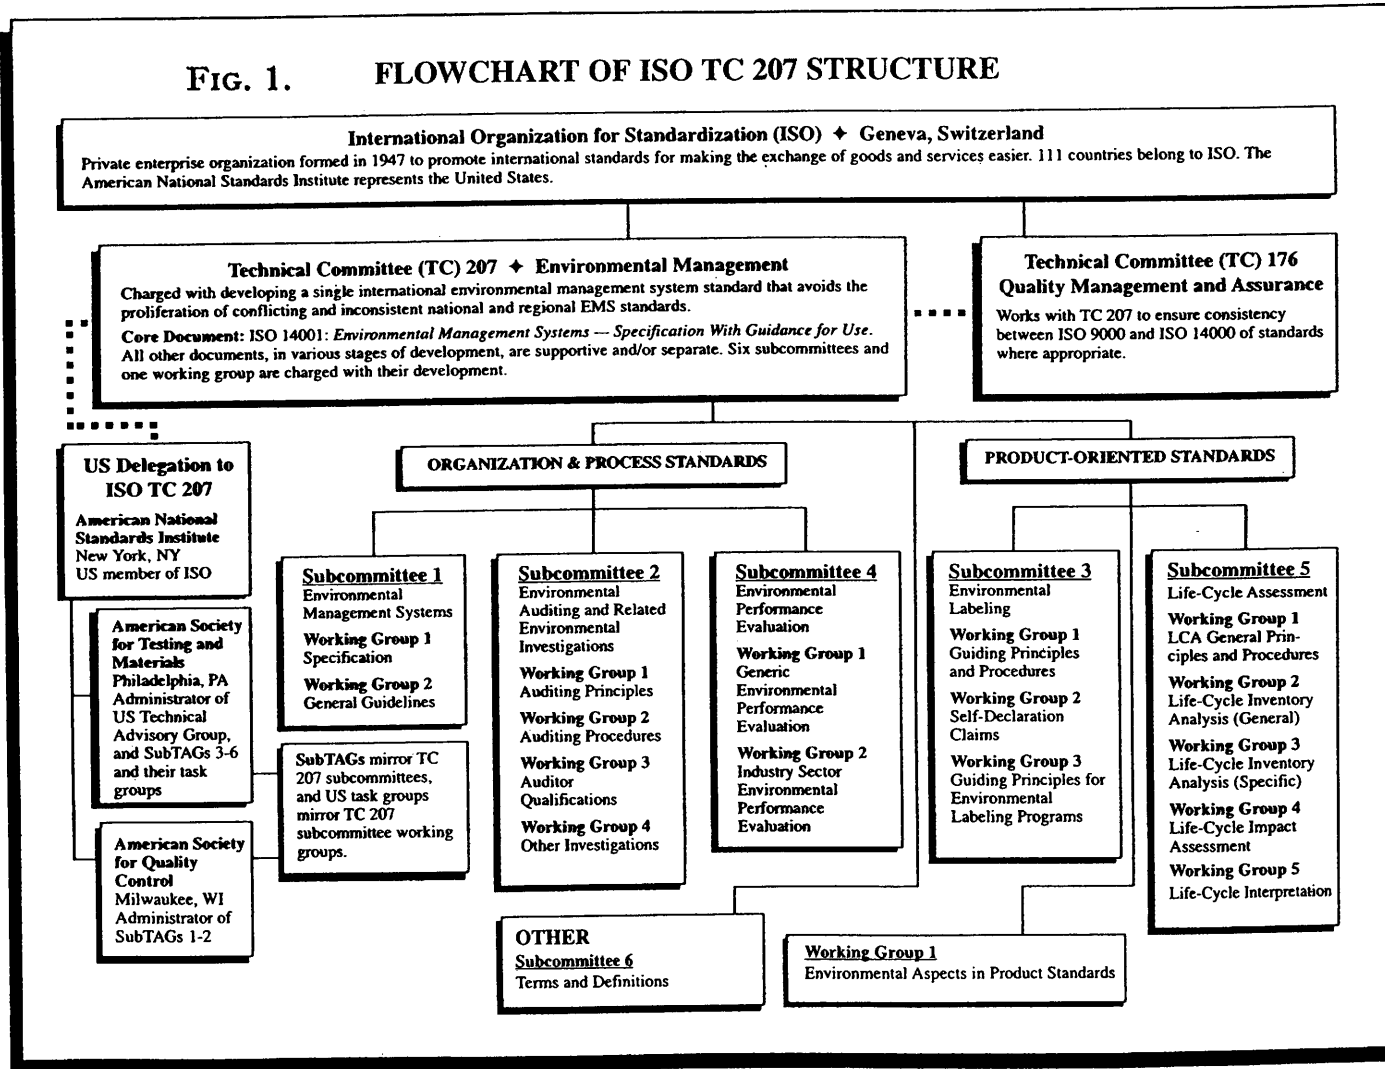 FIG. 1.
FLOWCHART OF ISO TC 207 STRUCTURE
International Organization for Standardization (ISO) ✦ Geneva, Switzerland
Private enterprise organization formed in 1947 to promote international standards for making the exchange of goods and services easier. 111 countries belong to ISO. The
American National Standards Institute represents the United States.
Technical Committee (TC) 207 ✦ Environmental Management
Charged with developing a single international environmental management system standard that avoids the
proliferation of conflicting and inconsistent national and regional EMS standards.
Core Document: ISO 14001: Environmental Management Systems — Specification With Guidance for Use.
All other documents, in various stages of development, are supportive and/or separate. Six subcommittees and
one working group are charged with their development.
Technical Committee (TC) 176
Quality Management and Assurance
Works with TC 207 to ensure consistency
between ISO 9000 and ISO 14000 of standards
where appropriate.
US Delegation to
ISO TC 207
American National
Standards Institute
New York, NY
US member of ISO
American Society
for Testing and
Materials
Philadelphia, PA
Administrator of
US Technical
Advisory Group,
and SubTAGs 3-6
and their task
groups
American Society
for Quality
Control
Milwaukee, WI
Administrator of
SubTAGs 1-2
SubTAGs mirror TC
207 subcommittees,
and US task groups
mirror TC 207
subcommittee working
groups.
ORGANIZATION & PROCESS STANDARDS
Subcommittee 1
Environmental
Management Systems
Working Group 1
Specification
Working Group 2
General Guidelines
Subcommittee 2
Environmental
Auditing and Related
Environmental
Investigations
Working Group 1
Auditing Principles
Working Group 2
Auditing Procedures
Working Group 3
Auditor
Qualifications
Working Group 4
Other Investigations
Subcommittee 4
Environmental
Performance
Evaluation
Working Group 1
Generic
Environmental
Performance
Evaluation
Working Group 2
Industry Sector
Environmental
Performance
Evaluation
PRODUCT-ORIENTED STANDARDS
Subcommittee 3
Environmental
Labeling
Working Group 1
Guiding Principles
and Procedures
Working Group 2
Self-Declaration
Claims
Working Group 3
Guiding Principles for
Environmental
Labeling Programs
Subcommittee 5
Life-Cycle Assessment
Working Group 1
LCA General Prin-
ciples and Procedures
Working Group 2
Life-Cycle Inventory
Analysis (General)
Working Group 3
Life-Cycle Inventory
Analysis (Specific)
Working Group 4
Life-Cycle Impact
Assessment
Working Group 5
Life-Cycle Interpretation
OTHER
Subcommittee 6
Terms and Definitions
Working Group 1
Environmental Aspects in Product Standards